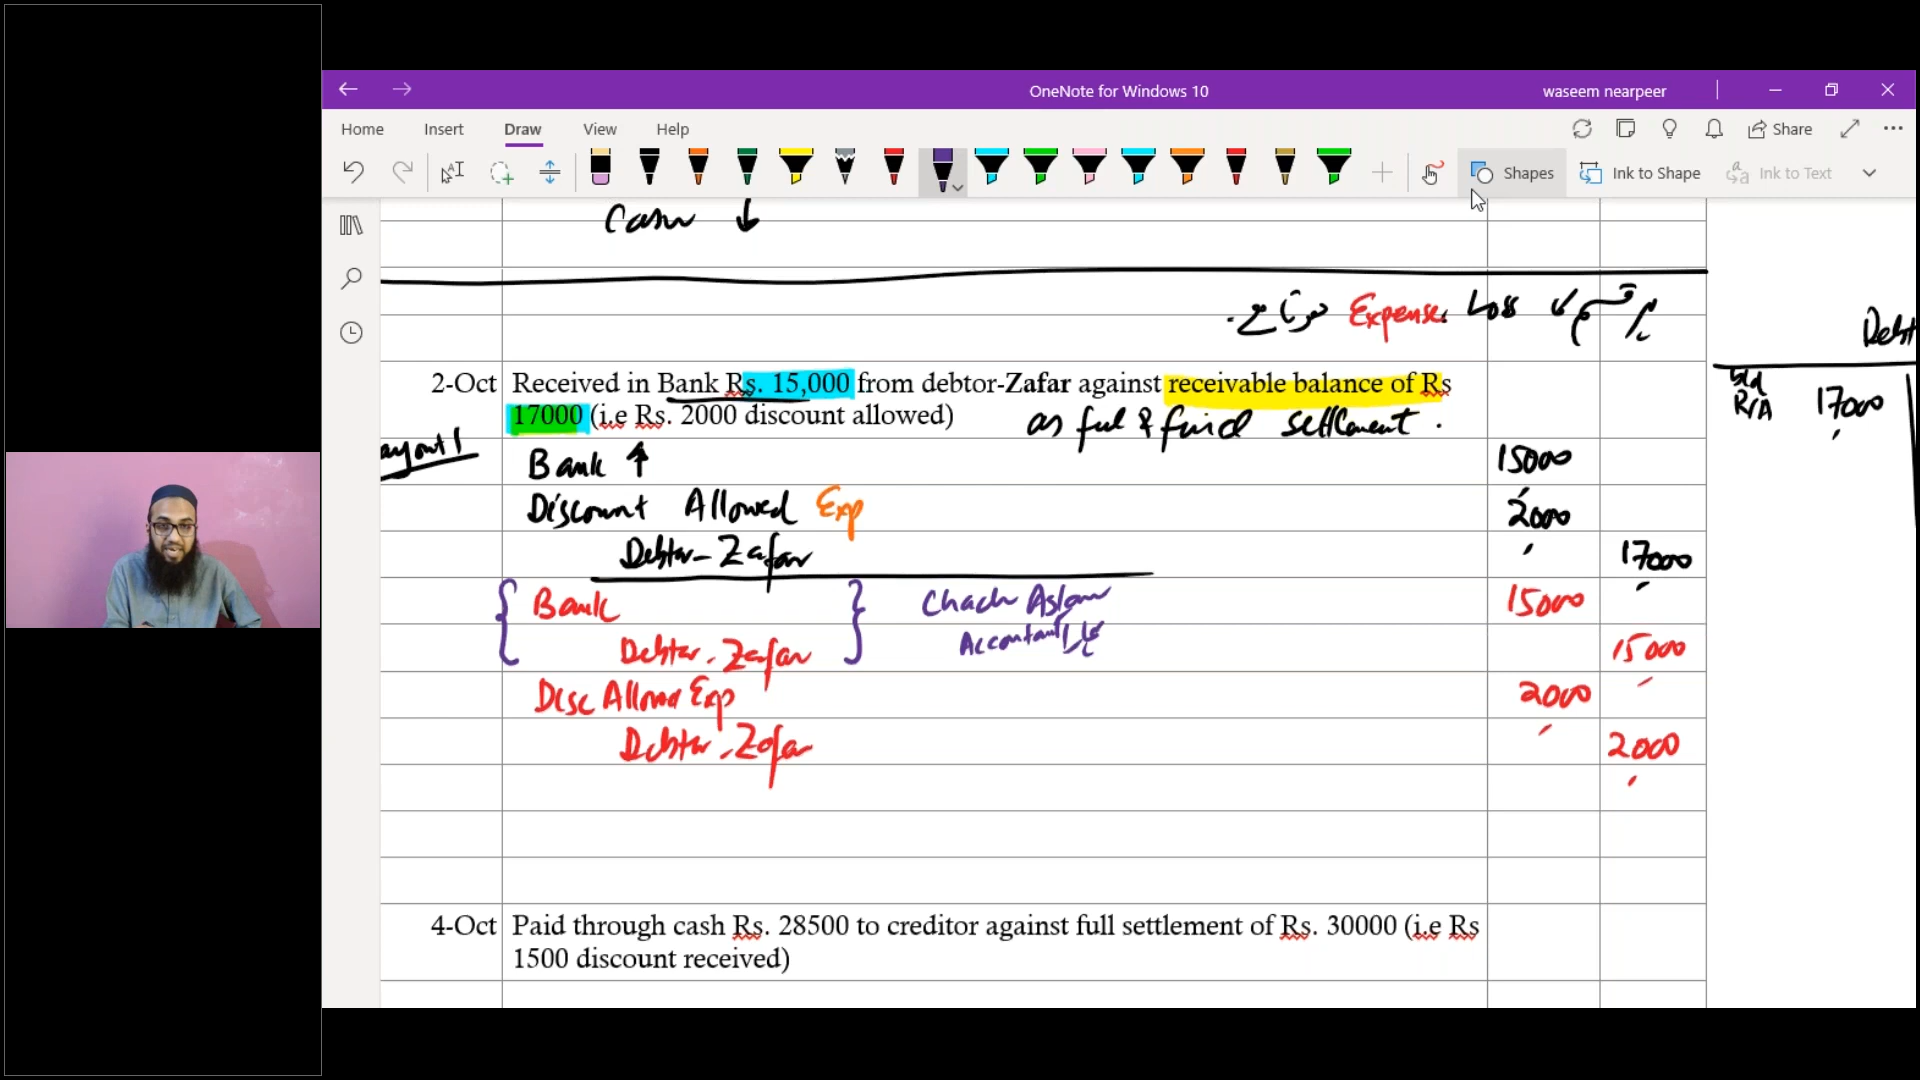 OneNote for Windows 10
waseem nearpeer
Home Insert Draw View Help
Share
Shapes Ink to Shape Ink to Text
Cash ↓
Expense. Loss
Debt
2-Oct Received in Bank Rs. 15,000 from debtor-Zafar against receivable balance of Rs
17000 (i.e Rs. 2000 discount allowed) as full & final settlement.
R/A 17000
Bank ↑ 15000
Discount Allowed Exp 2000
Debtor-Zafar 17000
Bank 15000
Debtor-Zafar 15000
Disc Allowed Exp 2000
Debtor-Zafar 2000
4-Oct Paid through cash Rs. 28500 to creditor against full settlement of Rs. 30000 (i.e Rs
1500 discount received)